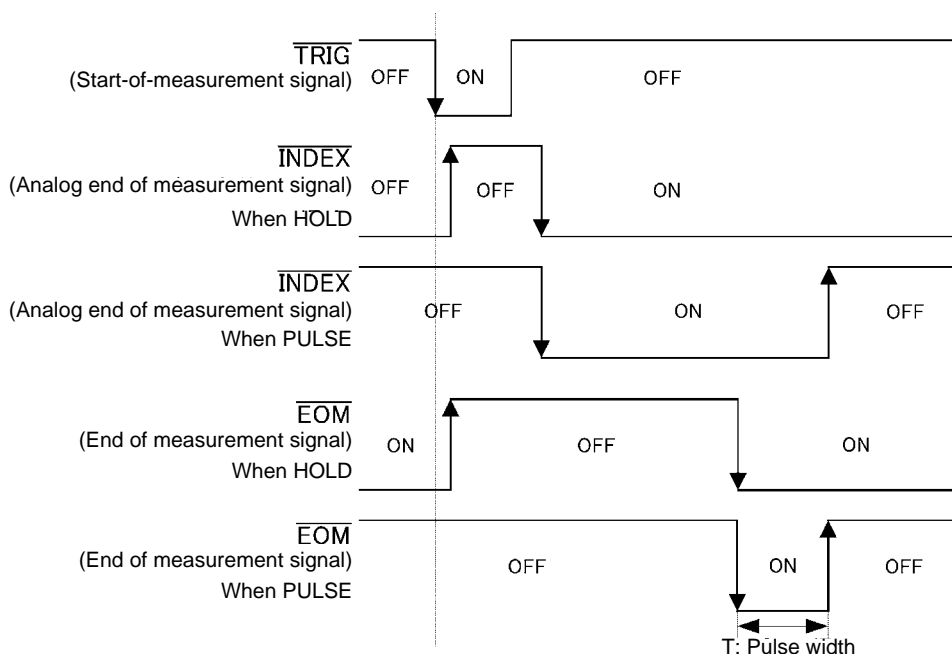 TRIG
(Start-of-measurement signal)
OFF ON OFF
INDEX
(Analog end of measurement signal)
When HOLD
OFF OFF ON
INDEX
(Analog end of measurement signal)
When PULSE
OFF ON OFF
EOM
(End of measurement signal)
When HOLD
ON OFF ON
EOM
(End of measurement signal)
When PULSE
OFF ON OFF
T: Pulse width